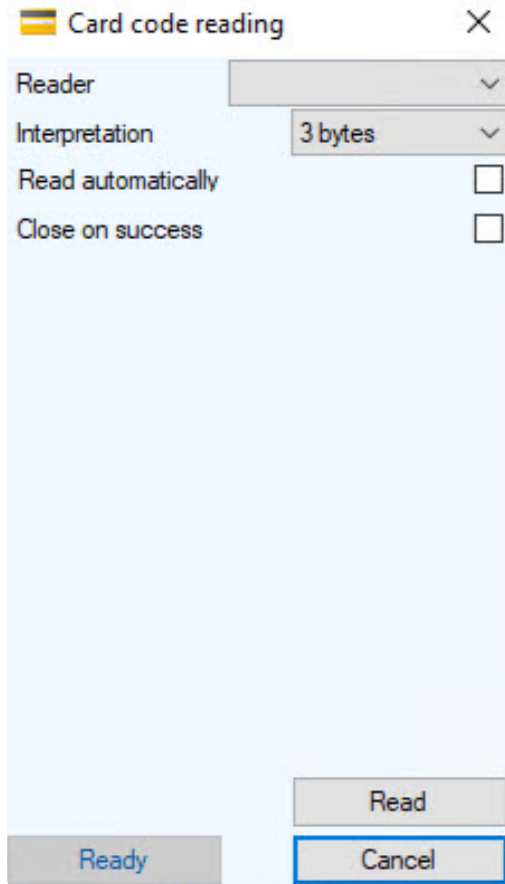 Card code reading
Reader
Interpretation 3 bytes
Read automatically
Close on success
Read
Ready Cancel